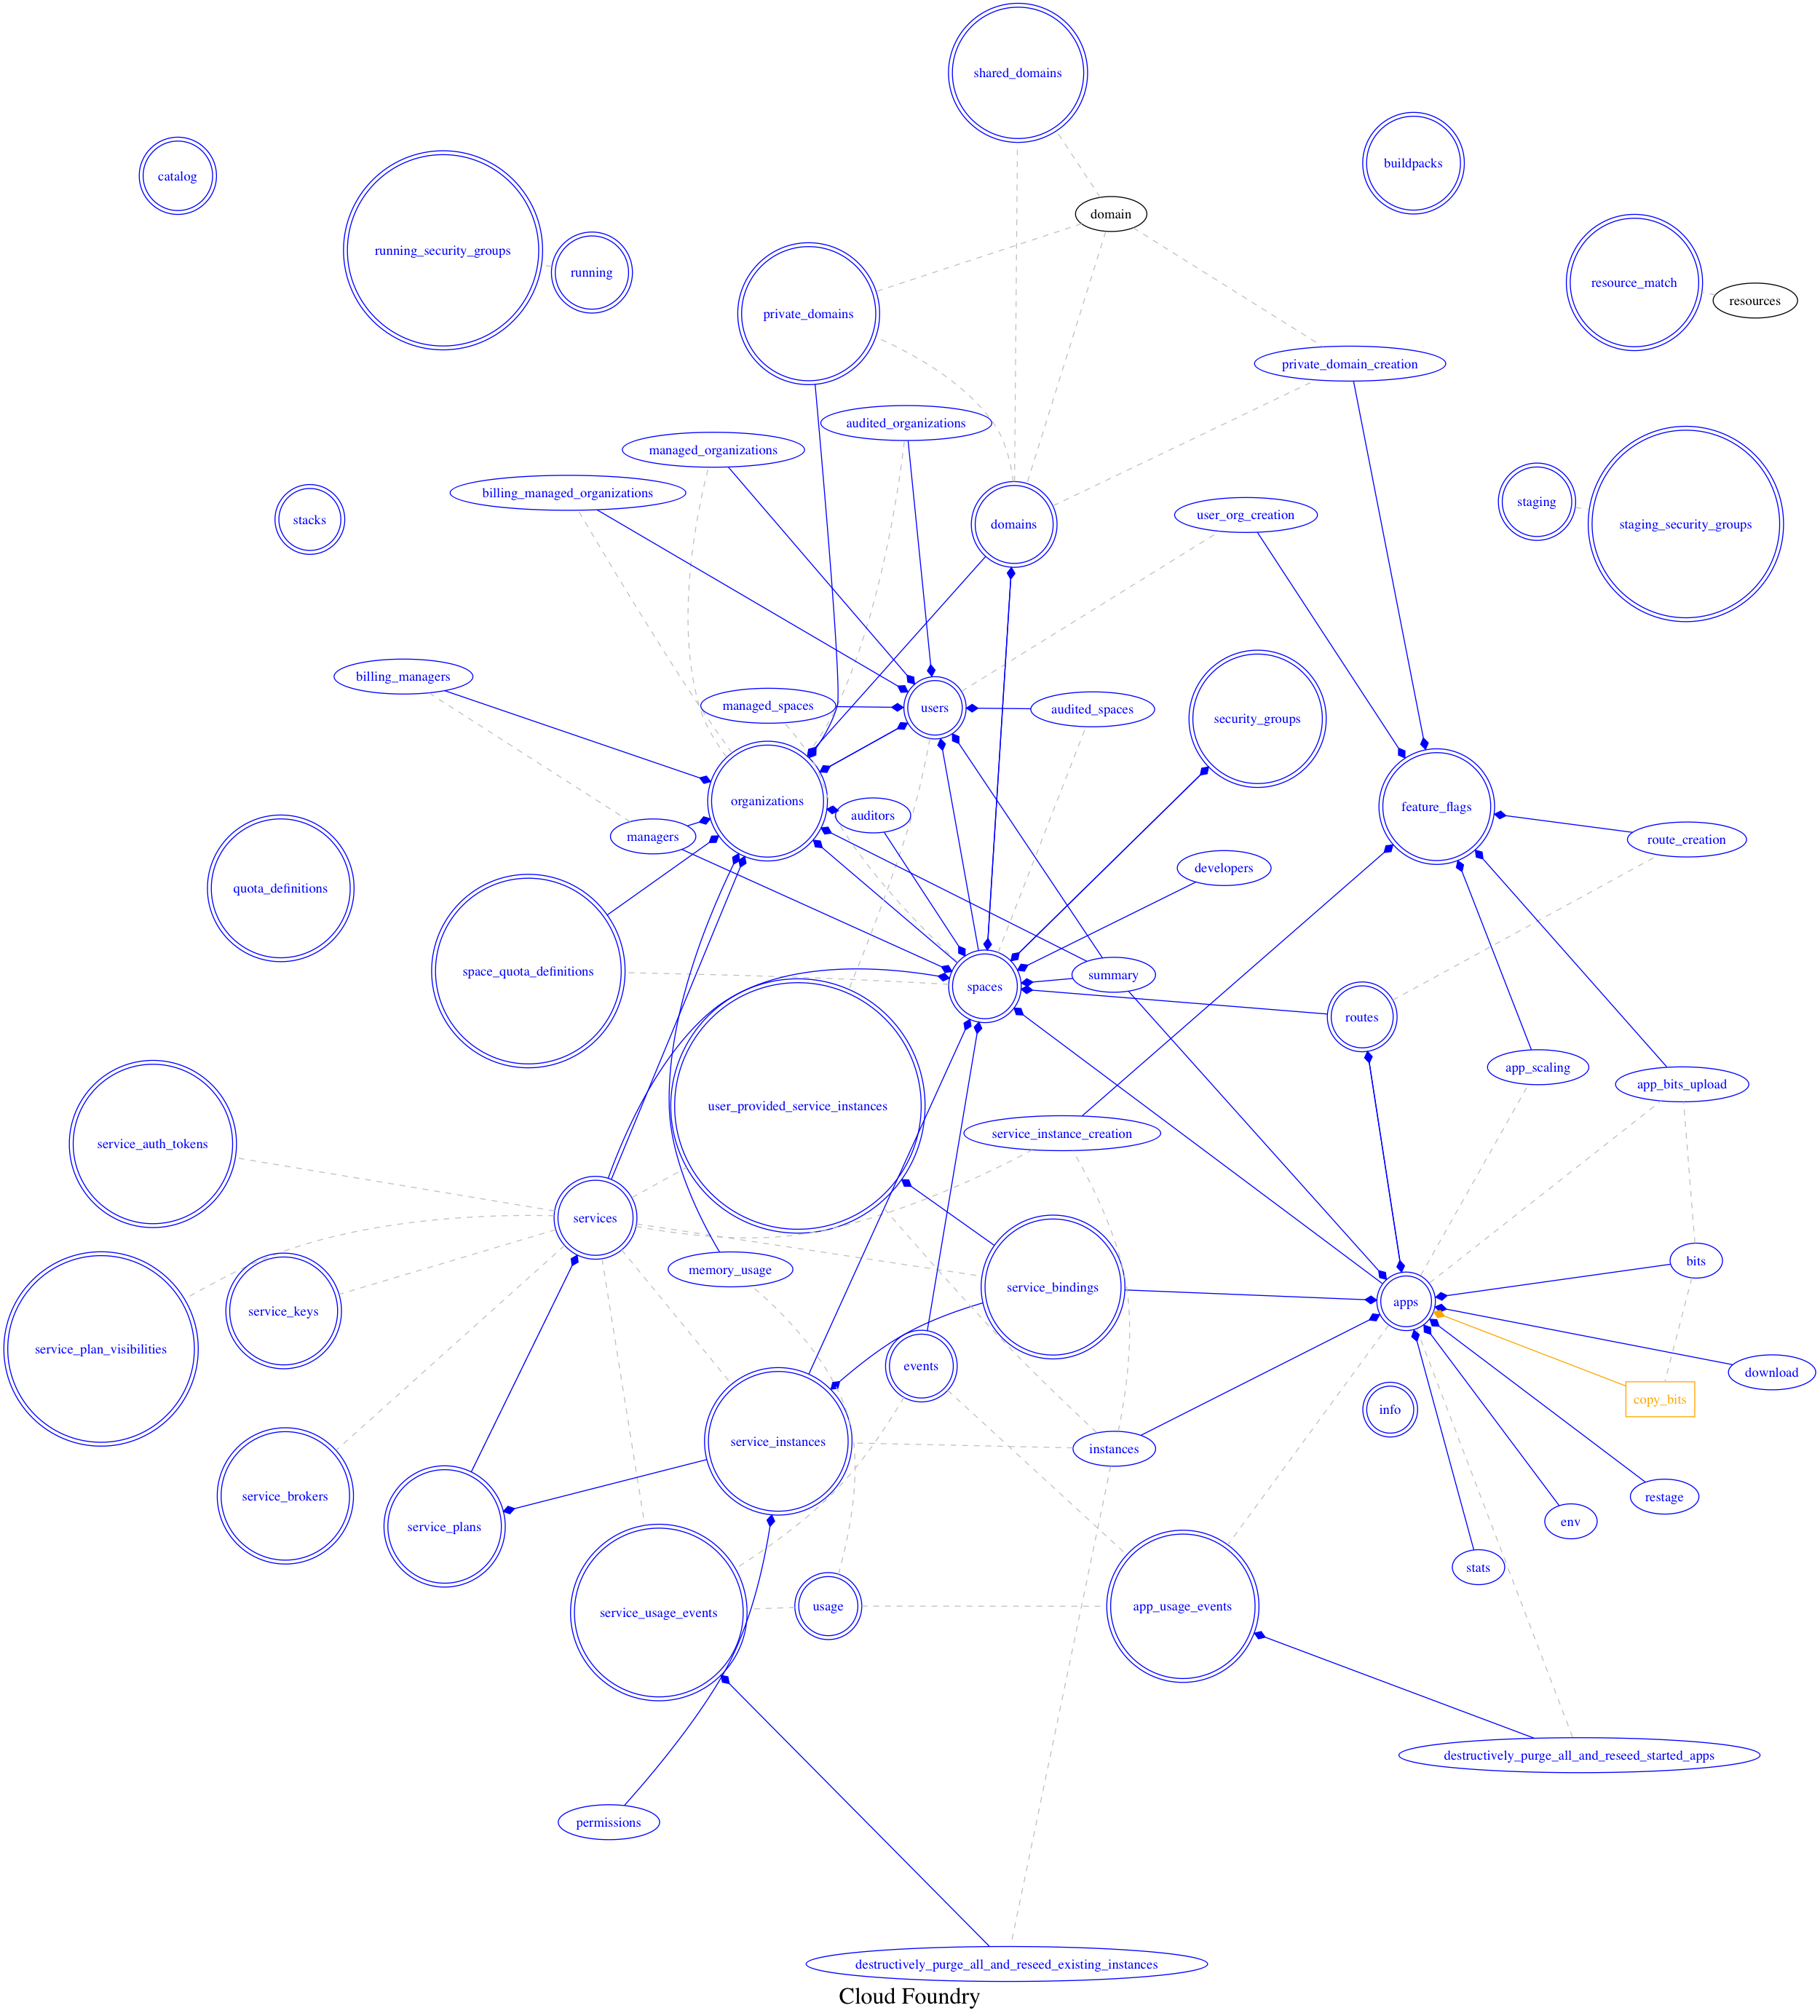 shared_domains
buildpacks
catalog
domain
running_security_groups
running
resource_match
resources
private_domains
private_domain_creation
audited_organizations
managed_organizations
billing_managed_organizations
staging
user_org_creation
stacks
domains
staging_security_groups
billing_managers
managed_spaces
users
audited_spaces
security_groups
organizations
feature_flags
auditors
managers
route_creation
developers
quota_definitions
space_quota_definitions
summary
spaces
routes
app_scaling
app_bits_upload
user_provided_service_instances
service_instance_creation
service_auth_tokens
services
bits
memory_usage
service_bindings
apps
service_keys
service_plan_visibilities
events
download
copy_bits
info
service_instances
instances
service_brokers
restage
env
service_plans
stats
usage
app_usage_events
service_usage_events
destructively_purge_all_and_reseed_started_apps
permissions
destructively_purge_all_and_reseed_existing_instances
Cloud Foundry